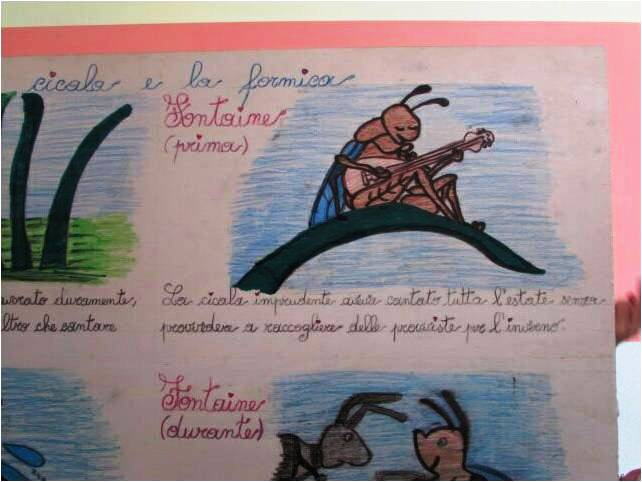 cicala e la formica
Fontaine
(prima)
vorato duramente,
ltro che cantare
La cicala imprudente aveva cantato tutta l'estate senza
provvedere a raccogliere delle provviste per l'inverno.
Fontaine
(durante)